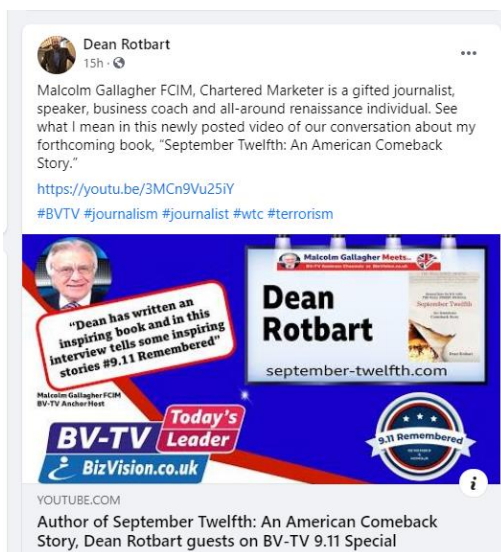 Dean Rotbart
15h
Malcolm Gallagher FCIM, Chartered Marketer is a gifted journalist,
speaker, business coach and all-around renaissance individual. See
what I mean in this newly posted video of our conversation about my
forthcoming book, “September Twelfth: An American Comeback
Story.”
https://youtu.be/3MCn9Vu25iY
#BVTV #journalism #journalist #wtc #terrorism
Malcolm Gallagher Meets..
Dean
Rotbart
September Twelfth
Dean Rotbart
september-twelfth.com
“Dean has written an
inspiring book and in this
interview tells some inspiring
stories #9.11 Remembered”
Malcolm Gallagher FCIM
BV-TV Anchor Host
BV-TV
Today's
Leader
BizVision.co.uk
9.11 Remembered
YOUTUBE.COM
Author of September Twelfth: An American Comeback
Story, Dean Rotbart guests on BV-TV 9.11 Special